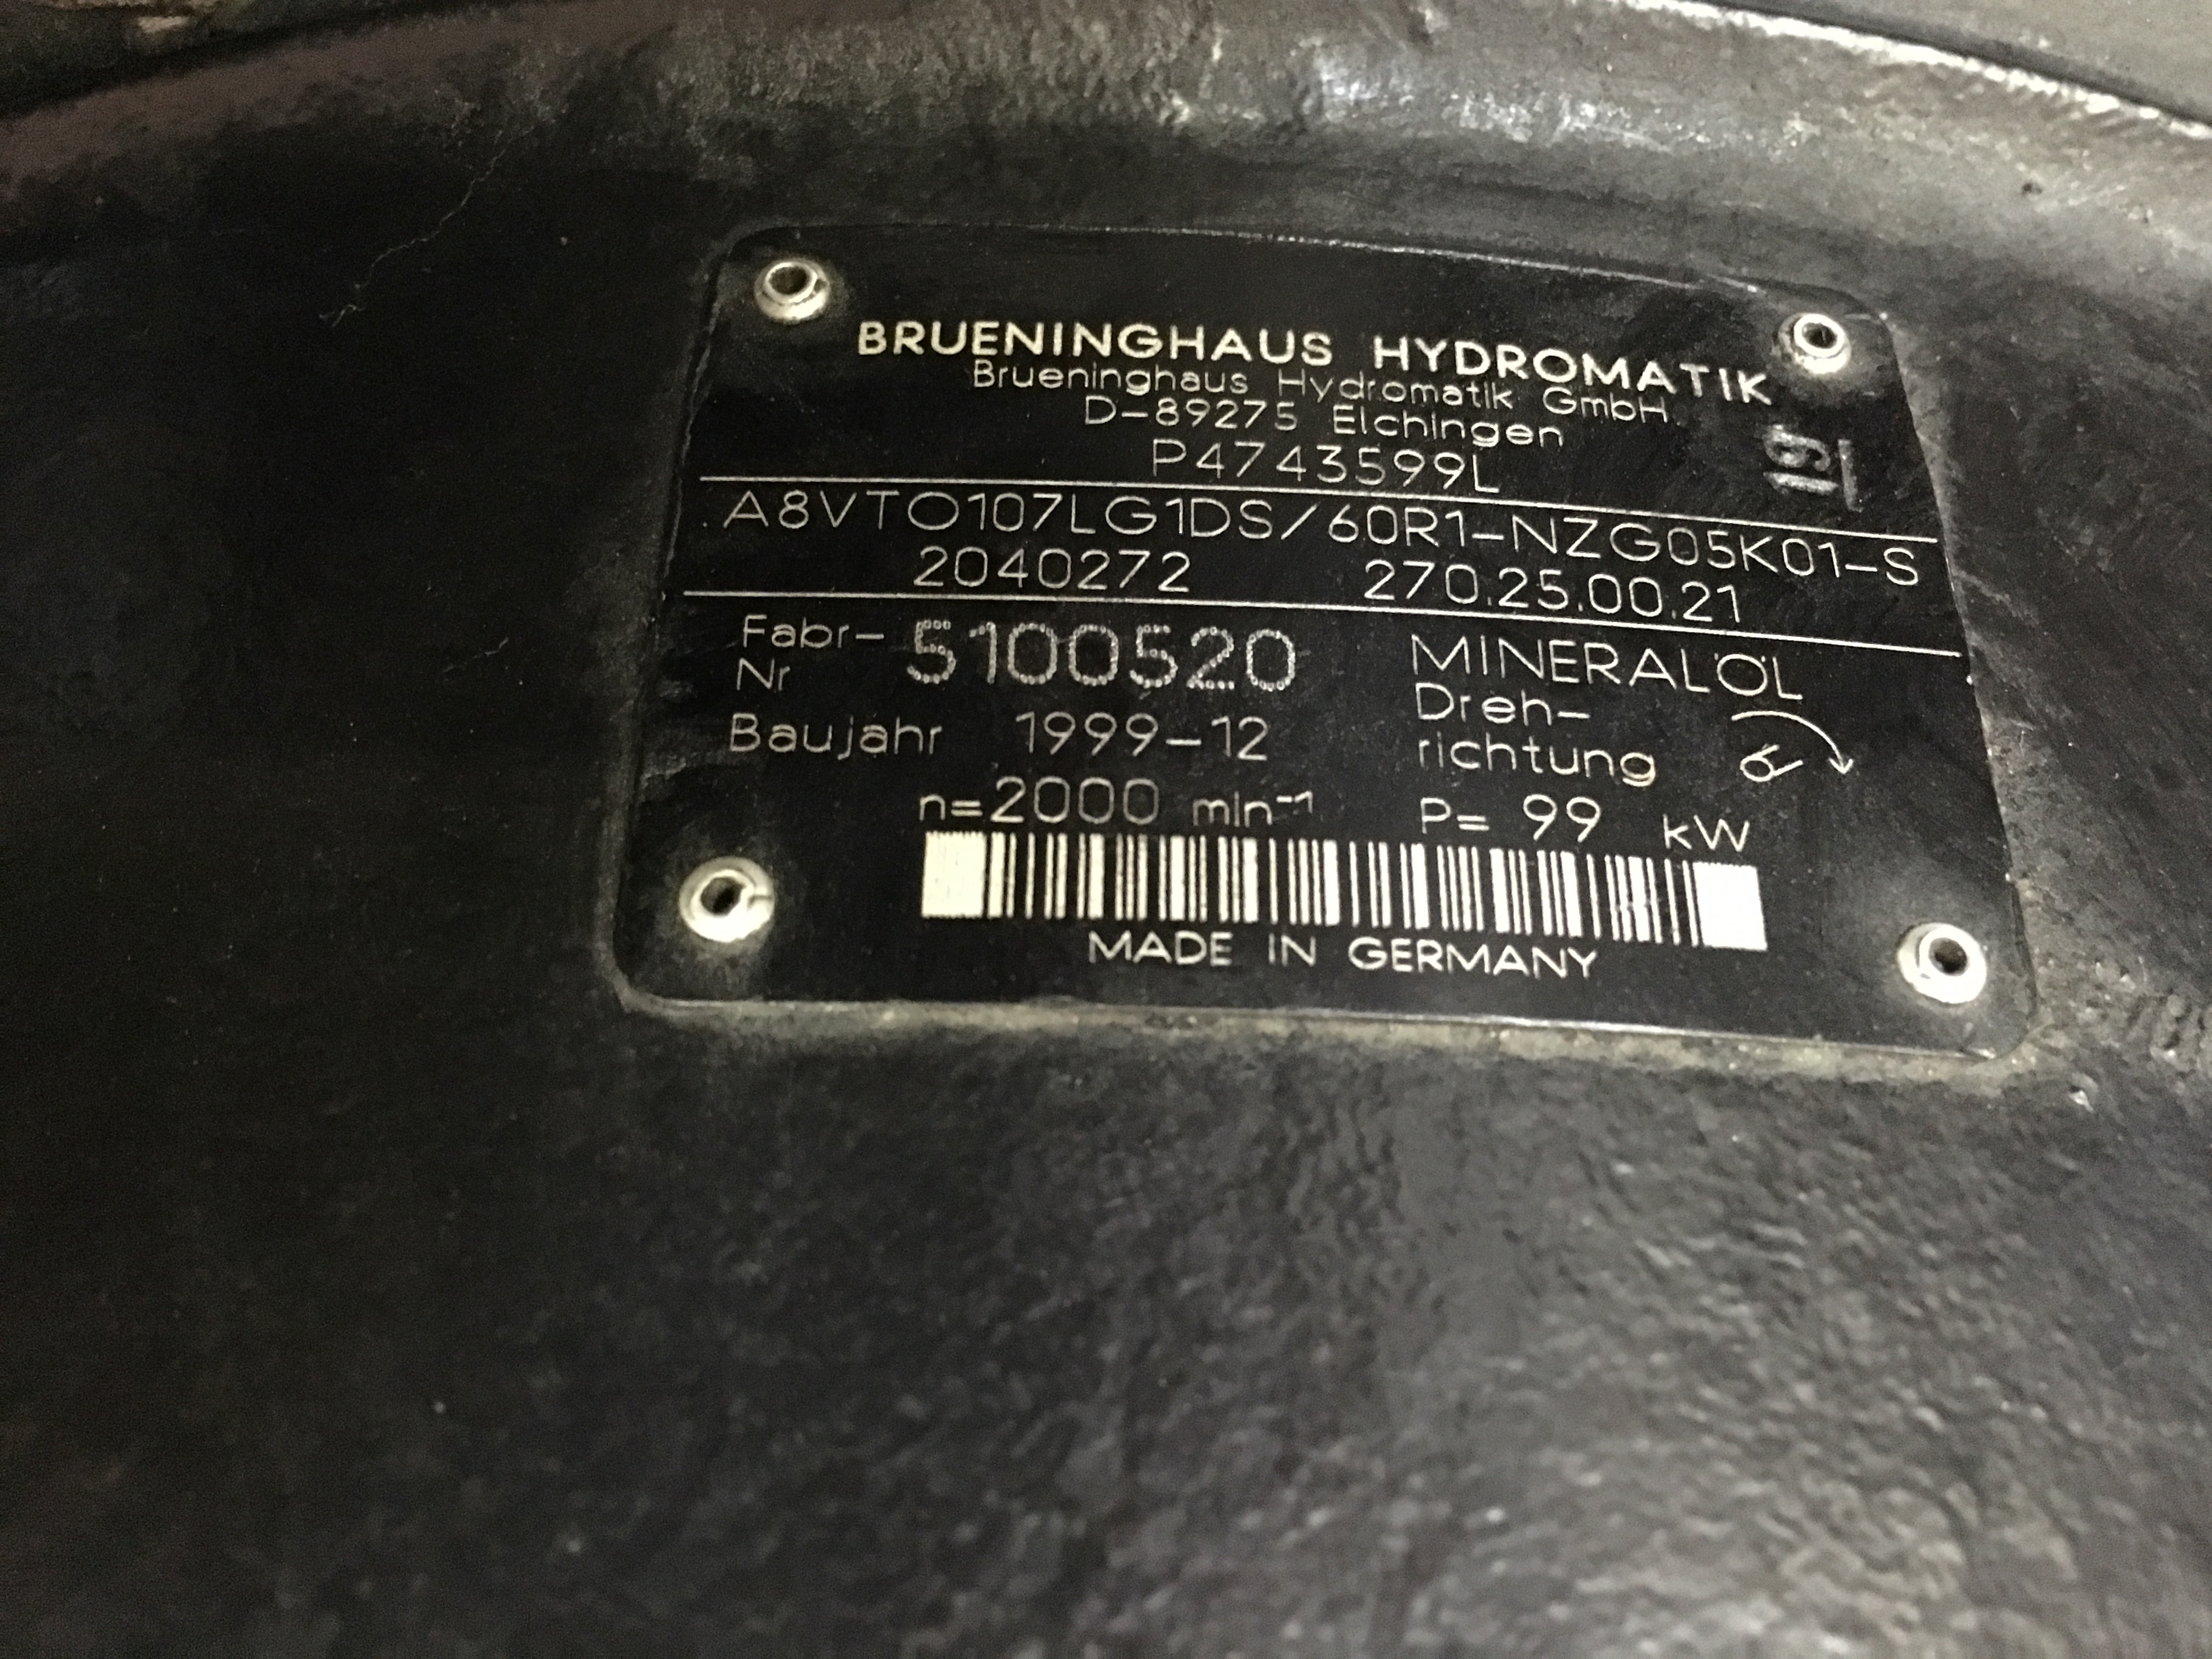 BRUENINGHAUS HYDROMATIK
Brueninghaus Hydromatik GmbH
D-89275 Elchingen
P4743599L
19
A8VTO107LG1DS/60R1-NZG05K01-S
2040272 270.25.00.21
Fabr-
Nr 5100520
MINERALÖL
Baujahr 1999-12
Dreh-
richtung
n=2000 min⁻¹ P= 99 kW
MADE IN GERMANY